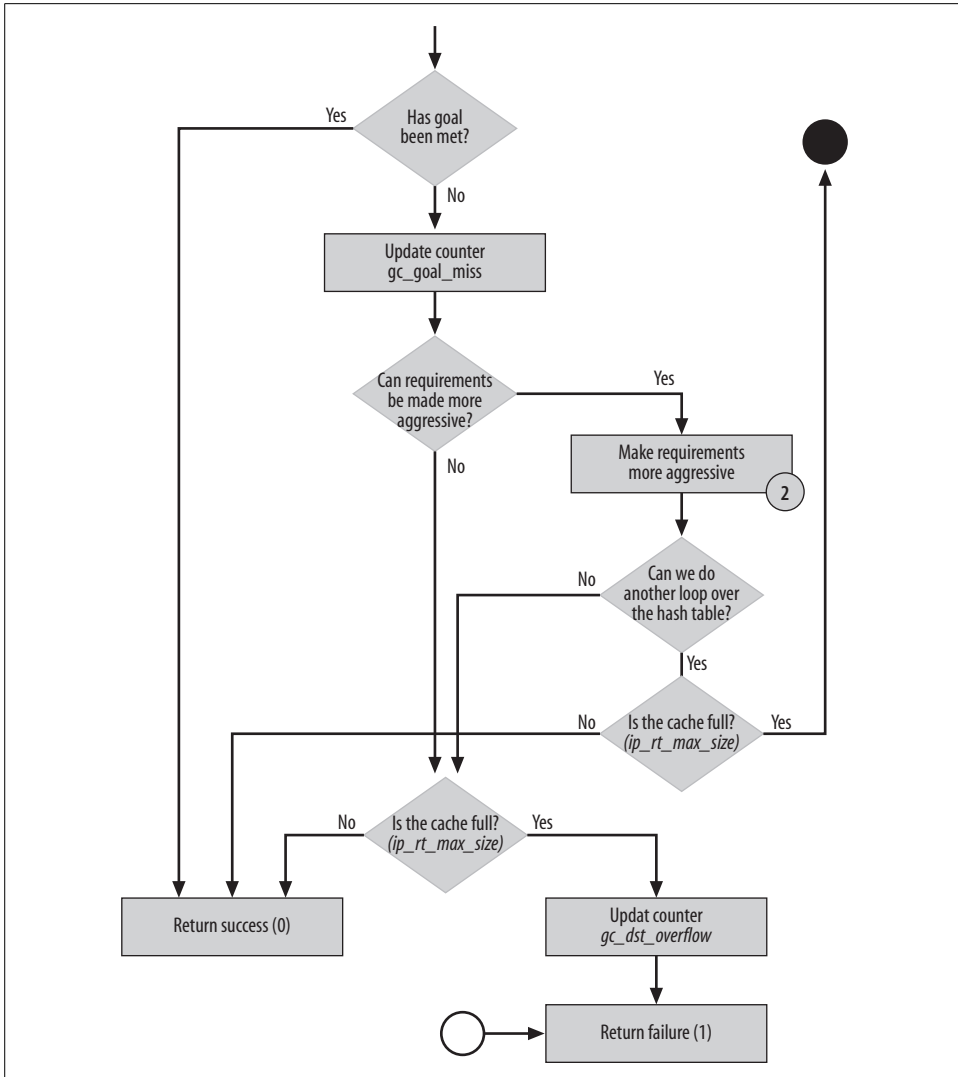 Has goal
been met?
Yes
No
Update counter
gc_goal_miss
Can requirements
be made more
aggressive?
Yes
No
Make requirements
more aggressive
2
Can we do
another loop over
the hash table?
No
Yes
Is the cache full?
(ip_rt_max_size)
No
Yes
Is the cache full?
(ip_rt_max_size)
No
Yes
Return success (0)
Updat counter
gc_dst_overflow
Return failure (1)